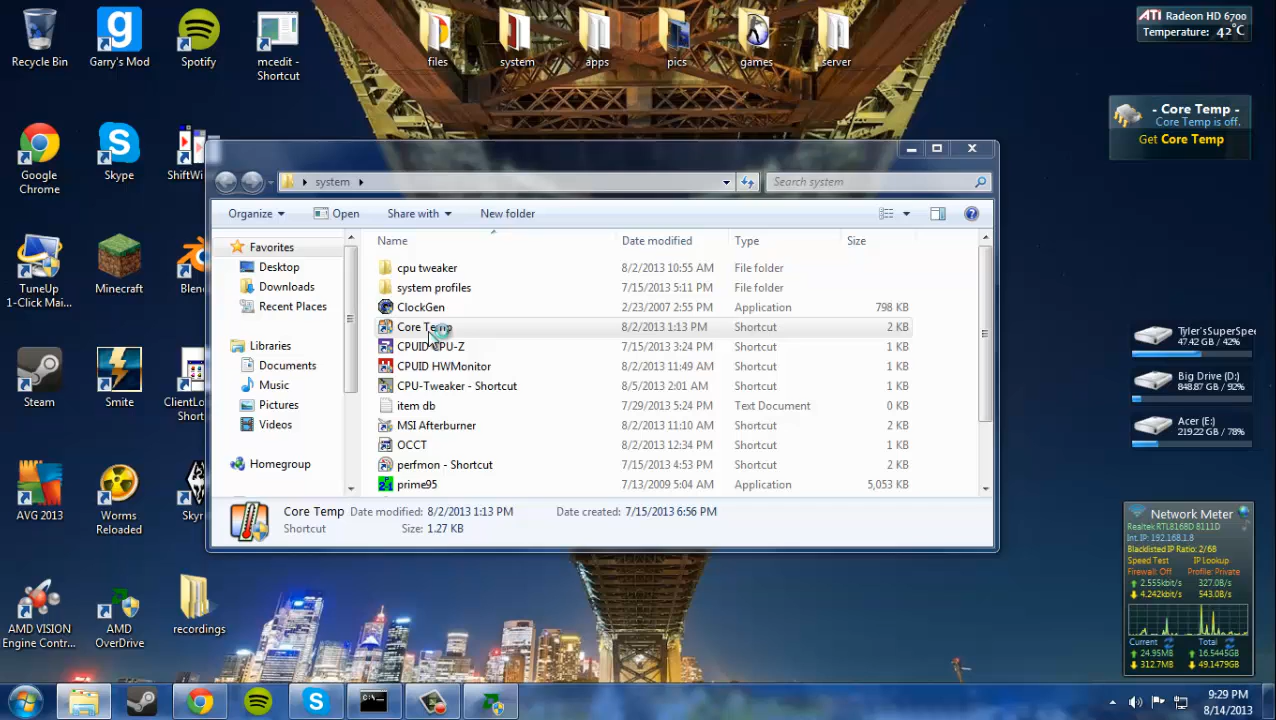 Recycle Bin
Garry's Mod
Spotify
mcedit -
Shortcut
files
system
apps
pics
games
server
ATI Radeon HD 6700
Temperature: 42°C
- Core Temp -
Core Temp is off.
Get Core Temp
Google
Chrome
Skype
ShiftWi
TuneUp
1-Click Mai...
Minecraft
Blen
Steam
Smite
ClientLo
Short
AVG 2013
Worms
Reloaded
Skyr
AMD VISION
Engine Contr...
AMD
OverDrive
recordings
system
Search system
Organize
Open
Share with
New folder
Name
Date modified
Type
Size
Favorites
Desktop
Downloads
Recent Places
Libraries
Documents
Music
Pictures
Videos
Homegroup
cpu tweaker 8/2/2013 10:55 AM File folder
system profiles 7/15/2013 5:11 PM File folder
ClockGen 2/23/2007 2:55 PM Application 798 KB
Core Temp 8/2/2013 1:13 PM Shortcut 2 KB
CPUID CPU-Z 7/15/2013 3:24 PM Shortcut 1 KB
CPUID HWMonitor 8/2/2013 11:49 AM Shortcut 1 KB
CPU-Tweaker - Shortcut 8/5/2013 2:01 AM Shortcut 1 KB
item db 7/29/2013 5:24 PM Text Document 0 KB
MSI Afterburner 8/2/2013 11:10 AM Shortcut 2 KB
OCCT 8/2/2013 12:34 PM Shortcut 1 KB
perfmon - Shortcut 7/15/2013 4:53 PM Shortcut 2 KB
prime95 7/13/2009 5:04 AM Application 5,053 KB
Core Temp Date modified: 8/2/2013 1:13 PM Date created: 7/15/2013 6:56 PM
Shortcut Size: 1.27 KB
Tyler'sSuperSpee
47.42 GB / 42%
Big Drive (D:)
848.87 GB / 92%
Acer (E:)
219.22 GB / 78%
Network Meter
Realtek RTL8168D 8111D
Int. IP: 192.168.1.8
Blacklisted IP Ratio: 2/68
Speed Test IP Lookup
Firewall: Off Profile: Private
2.555kbit/s 327.0B/s
4.242kbit/s 543.0B/s
Current Total
24.95MB 16.5445GB
312.7MB 49.1479GB
9:29 PM
8/14/2013